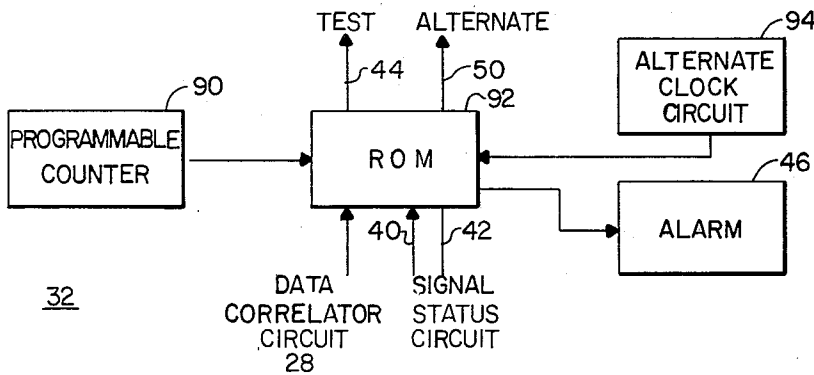 TEST
ALTERNATE
94
44
50
90
92
ALTERNATE
CLOCK
CIRCUIT
PROGRAMMABLE
COUNTER
ROM
46
ALARM
40
42
DATA
CORRELATOR
CIRCUIT
28
SIGNAL
STATUS
CIRCUIT
32